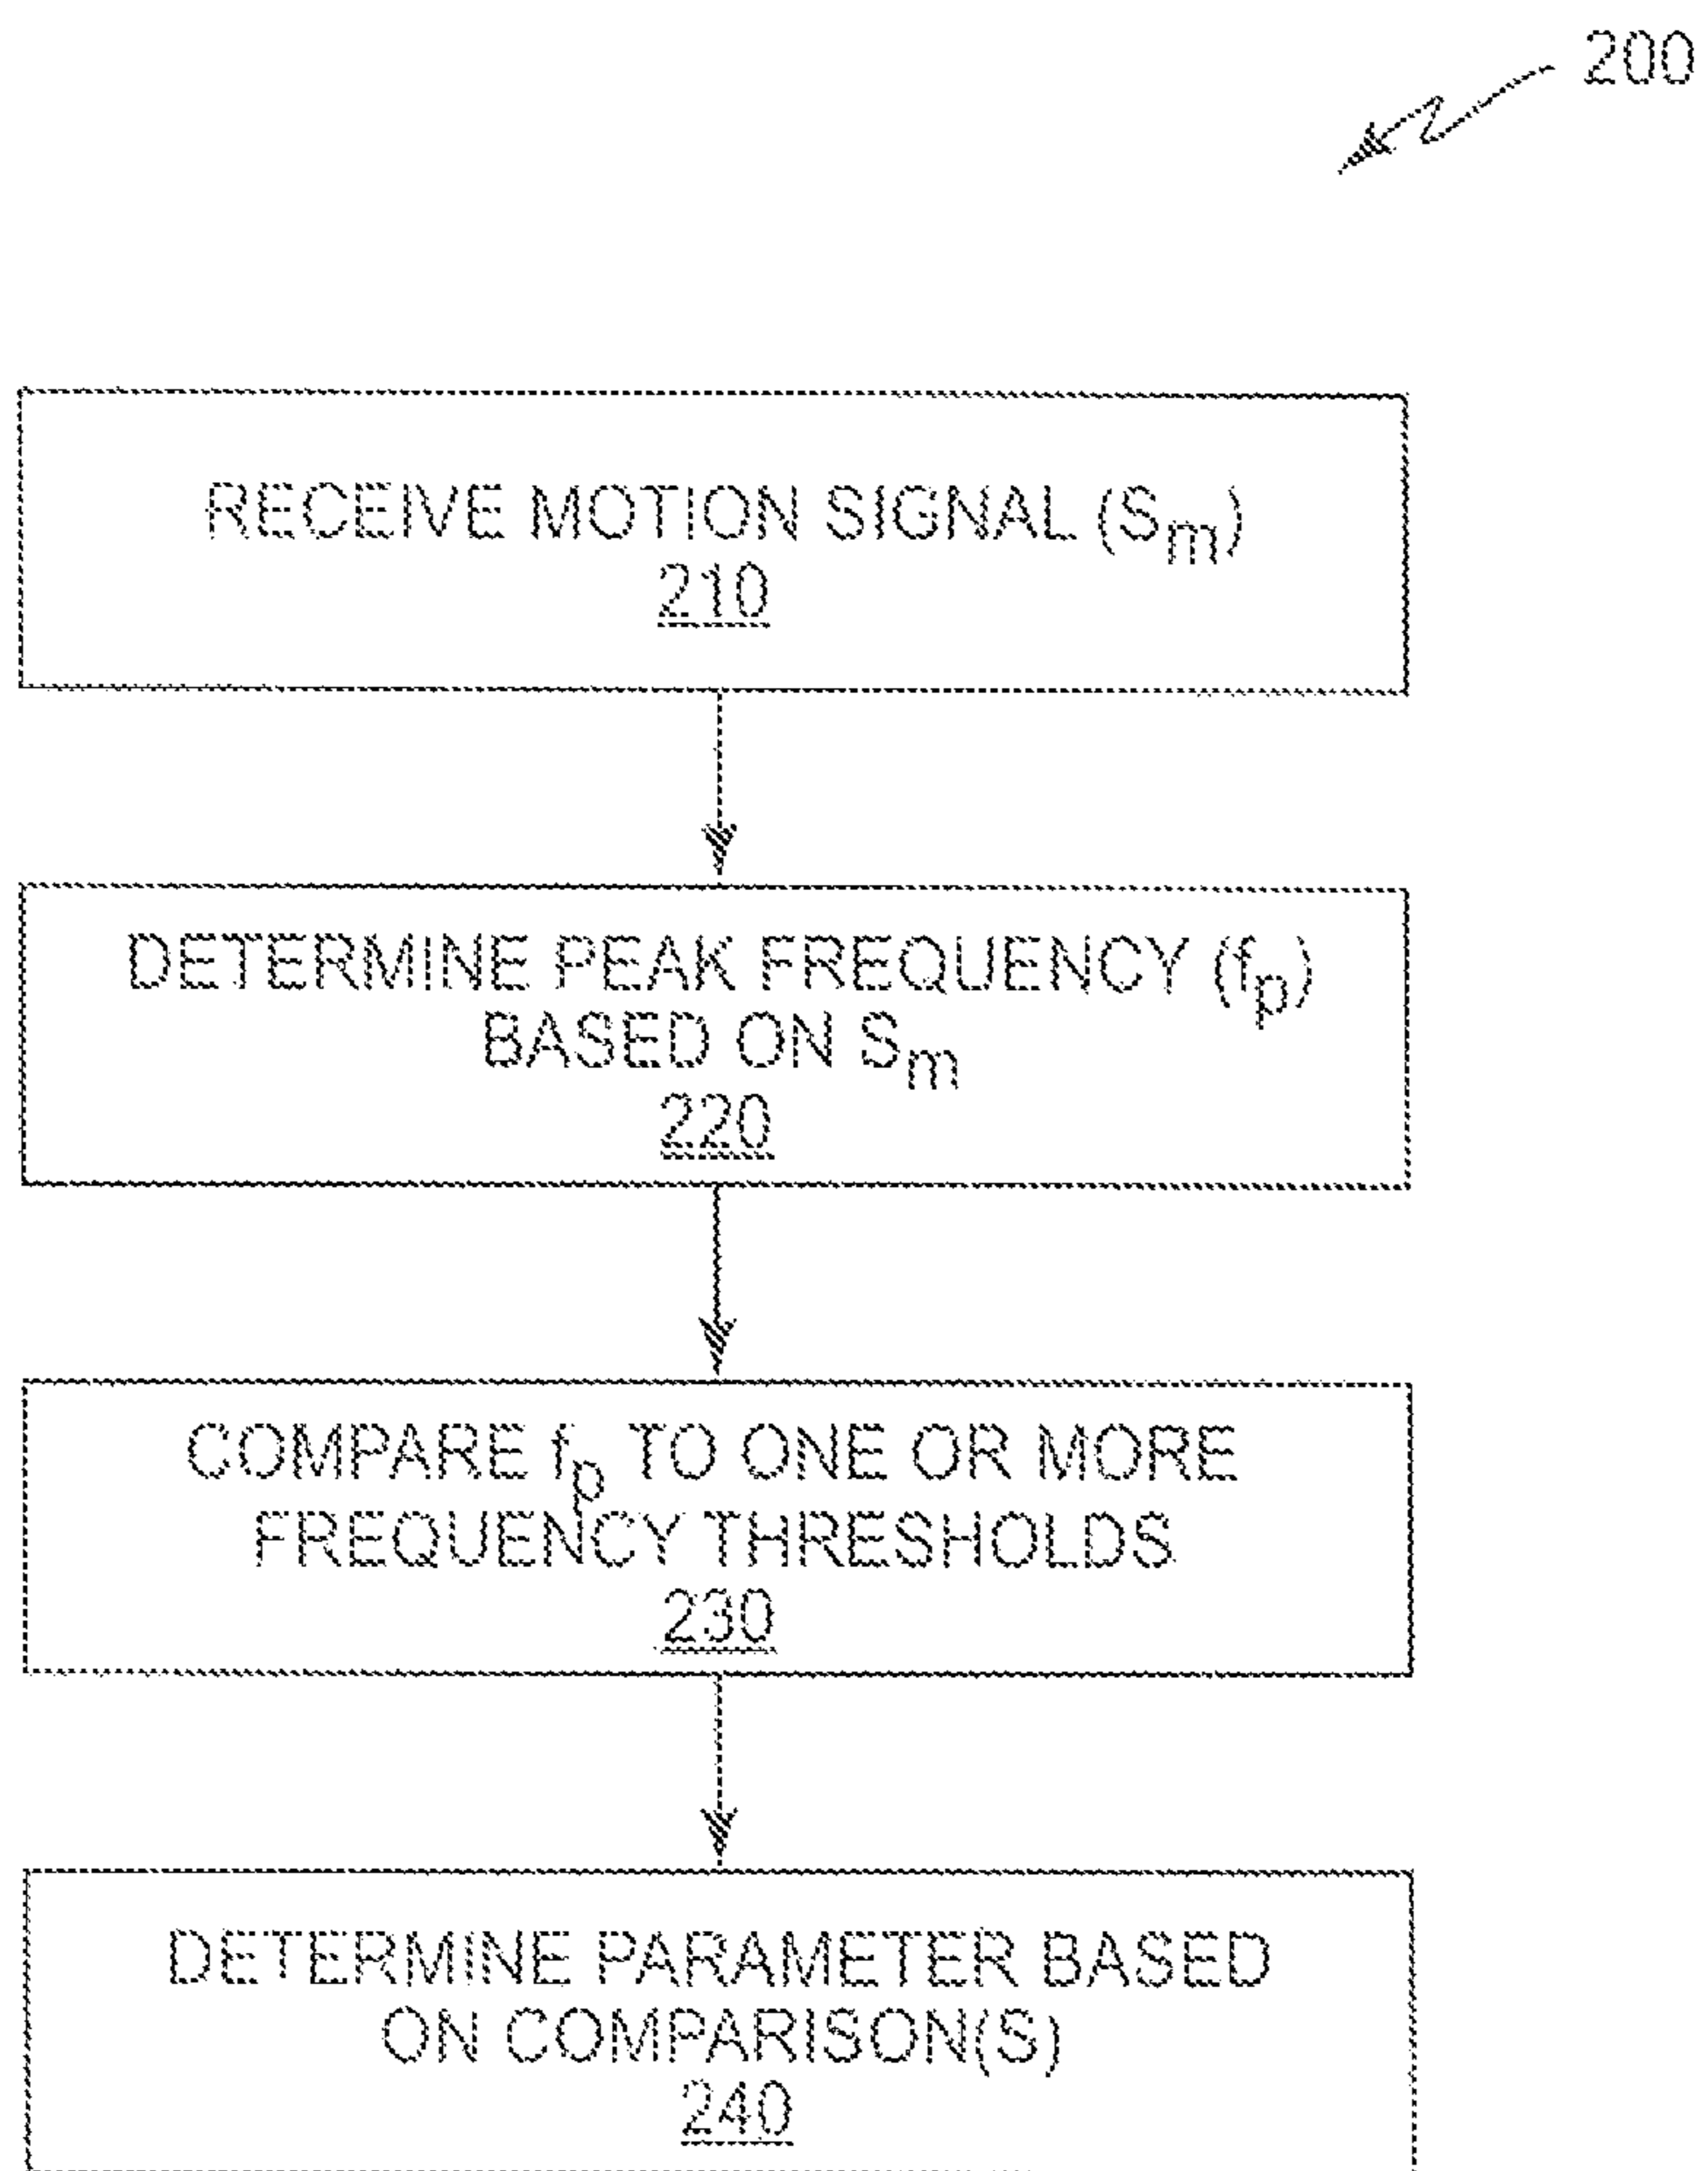 200
RECEIVE MOTION SIGNAL (Sm)
210
DETERMINE PEAK FREQUENCY (fp)
BASED ON Sm
220
COMPARE fp TO ONE OR MORE
FREQUENCY THRESHOLDS
230
DETERMINE PARAMETER BASED
ON COMPARISON(S)
240